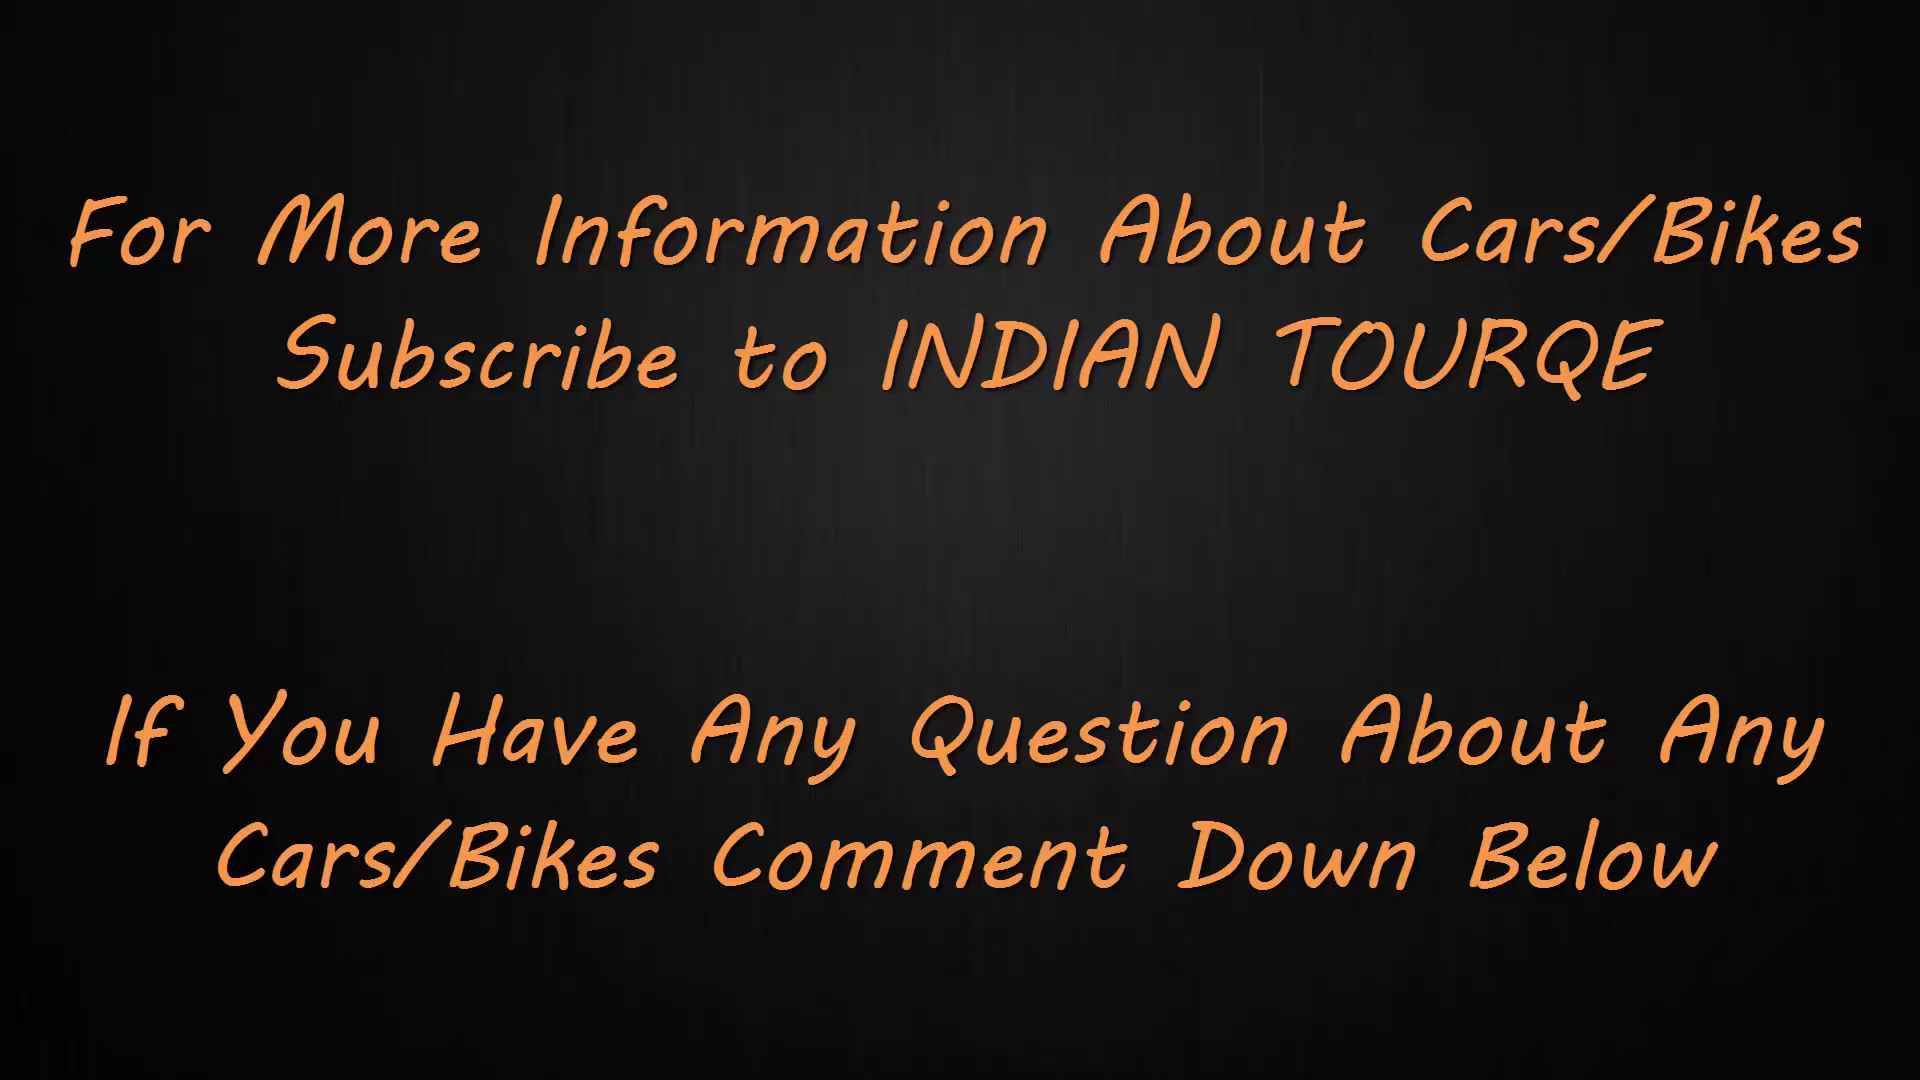 For More Information About Cars/Bikes
Subscribe to INDIAN TOURQE
If You Have Any Question About Any
Cars/Bikes Comment Down Below